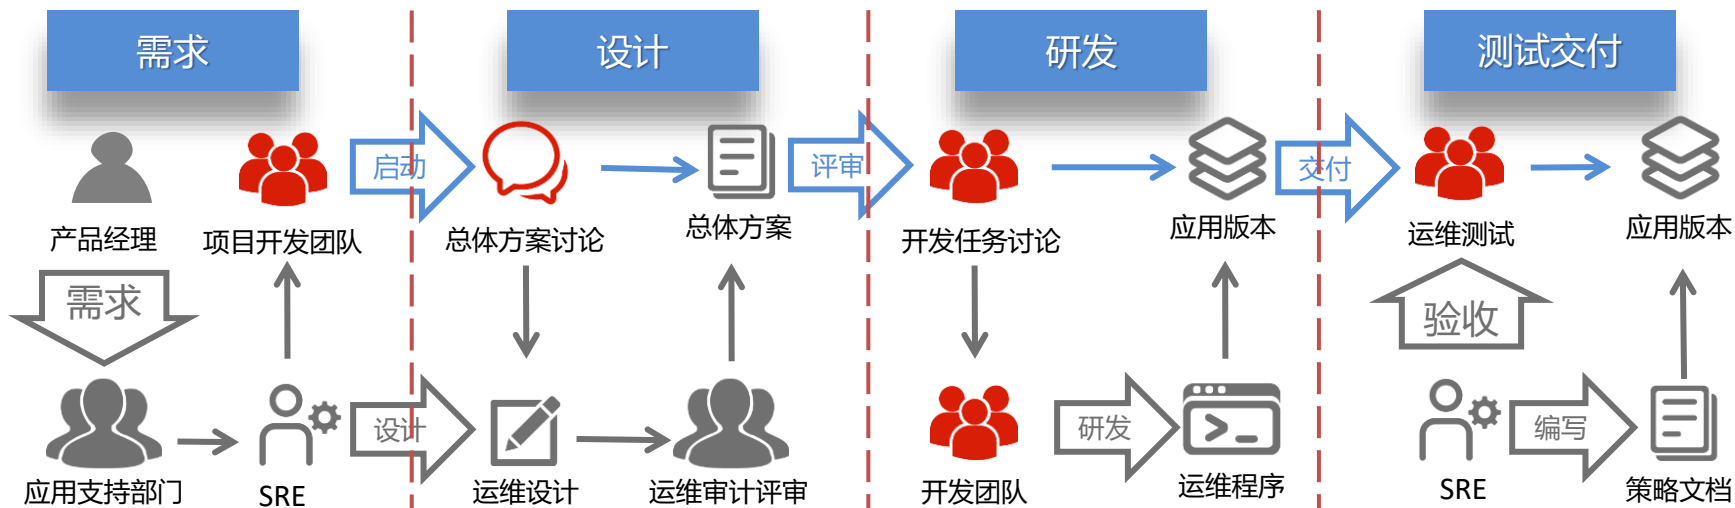 需求
设计
研发
测试交付
启动
评审
交付
产品经理
项目开发团队
总体方案讨论
总体方案
开发任务讨论
应用版本
运维测试
应用版本
需求
验收
设计
研发
编写
应用支持部门
SRE
运维设计
运维审计评审
开发团队
运维程序
SRE
策略文档